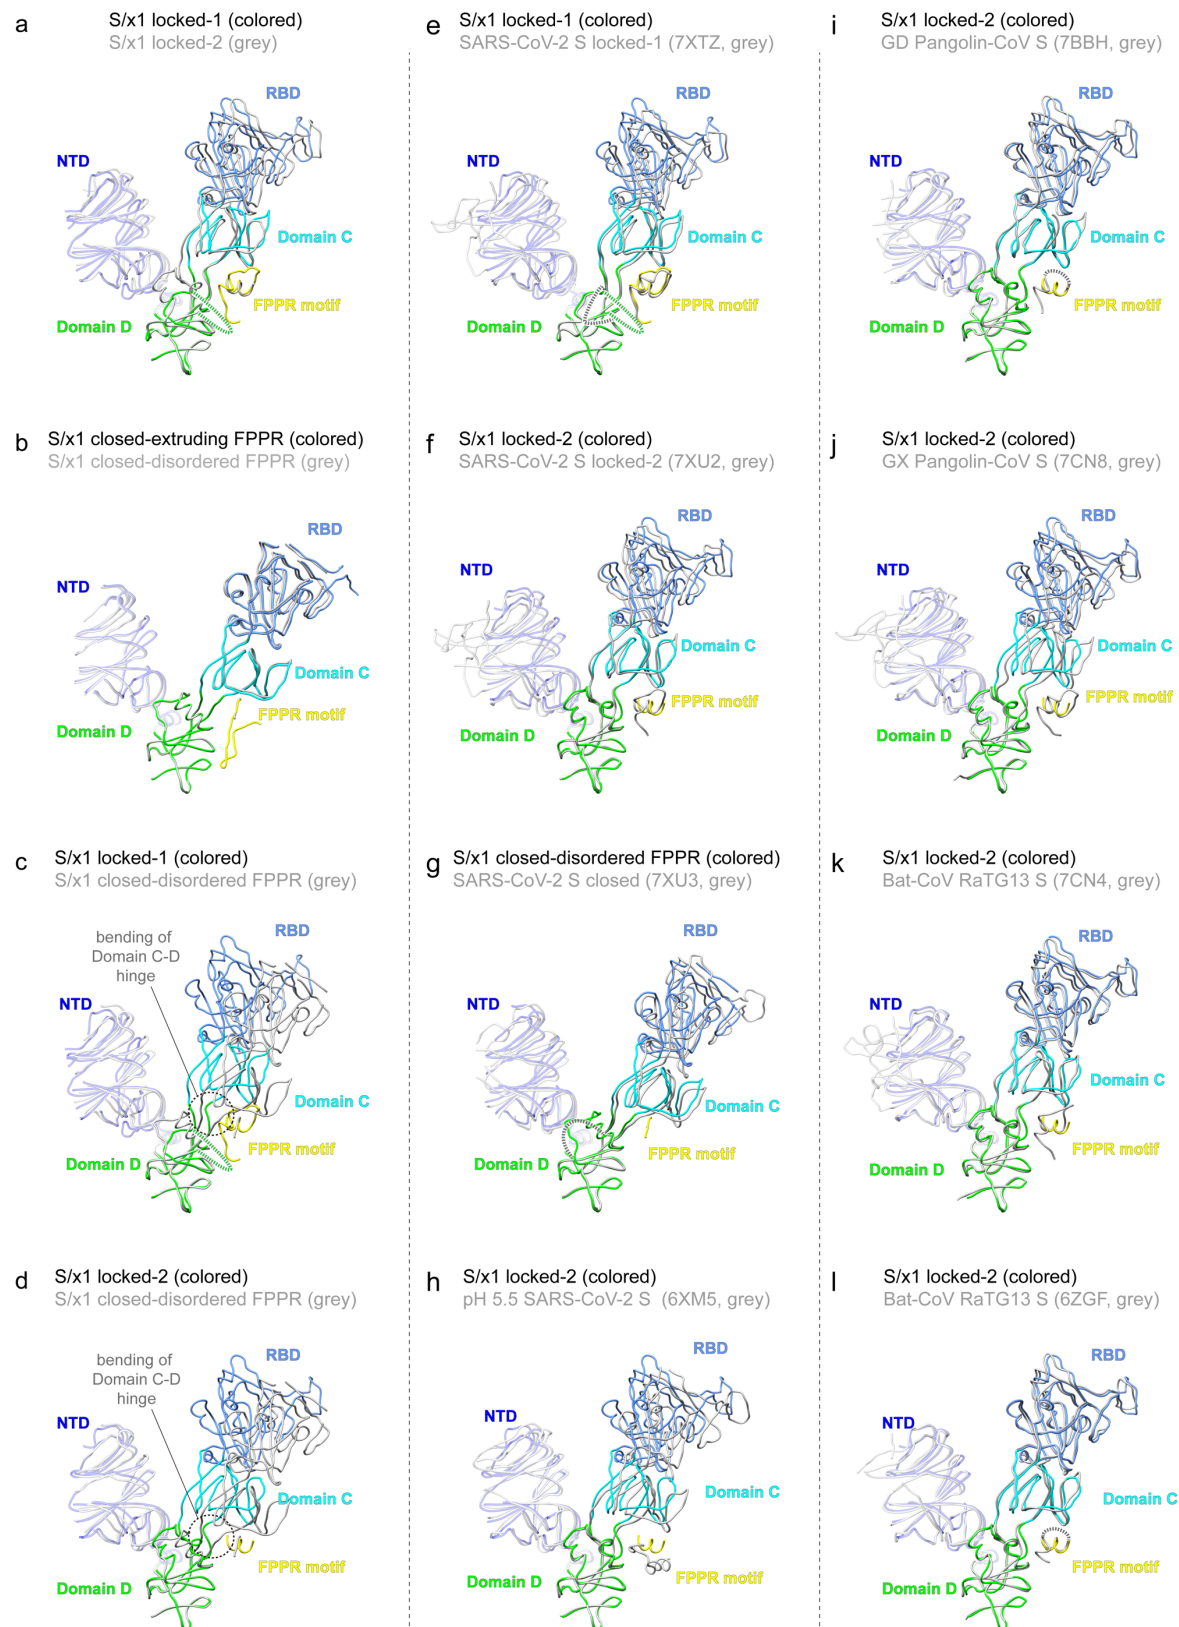 a
S/x1 locked-1 (colored)
S/x1 locked-2 (grey)
RBD
NTD
Domain C
FPPR motif
Domain D
b
S/x1 closed-extruding FPPR (colored)
S/x1 closed-disordered FPPR (grey)
RBD
NTD
Domain C
FPPR motif
Domain D
c
S/x1 locked-1 (colored)
S/x1 closed-disordered FPPR (grey)
bending of
Domain C-D
hinge
RBD
NTD
Domain C
FPPR motif
Domain D
d
S/x1 locked-2 (colored)
S/x1 closed-disordered FPPR (grey)
bending of
Domain C-D
hinge
RBD
NTD
Domain C
FPPR motif
Domain D
e
S/x1 locked-1 (colored)
SARS-CoV-2 S locked-1 (7XTZ, grey)
RBD
NTD
Domain C
FPPR motif
Domain D
f
S/x1 locked-2 (colored)
SARS-CoV-2 S locked-2 (7XU2, grey)
RBD
NTD
Domain C
FPPR motif
Domain D
g
S/x1 closed-disordered FPPR (colored)
SARS-CoV-2 S closed (7XU3, grey)
RBD
NTD
Domain C
FPPR motif
Domain D
h
S/x1 locked-2 (colored)
pH 5.5 SARS-CoV-2 S (6XM5, grey)
RBD
NTD
Domain C
FPPR motif
Domain D
i
S/x1 locked-2 (colored)
GD Pangolin-CoV S (7BBH, grey)
RBD
NTD
Domain C
FPPR motif
Domain D
j
S/x1 locked-2 (colored)
GX Pangolin-CoV S (7CN8, grey)
RBD
NTD
Domain C
FPPR motif
Domain D
k
S/x1 locked-2 (colored)
Bat-CoV RaTG13 S (7CN4, grey)
RBD
NTD
Domain C
FPPR motif
Domain D
l
S/x1 locked-2 (colored)
Bat-CoV RaTG13 S (6ZGF, grey)
RBD
NTD
Domain C
FPPR motif
Domain D